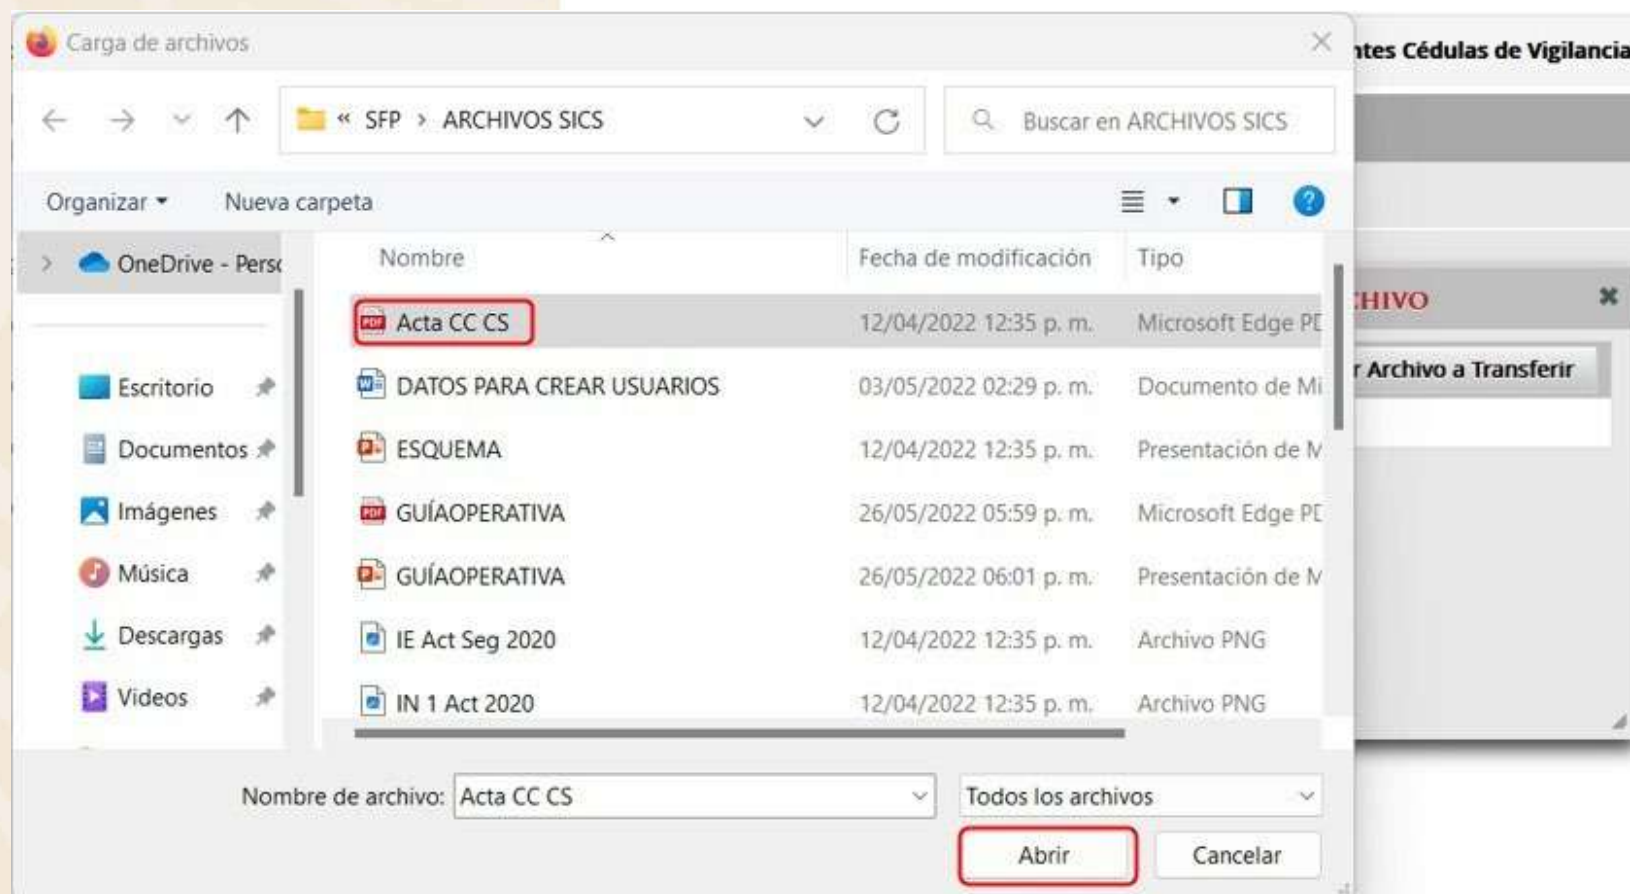 Carga de archivos
ntes Cédulas de Vigilancia
« SFP > ARCHIVOS SICS
Buscar en ARCHIVOS SICS
Organizar
Nueva carpeta
OneDrive - Perso
Nombre
Fecha de modificación
Tipo
CHIVO
Acta CC CS 12/04/2022 12:35 p. m. Microsoft Edge PD
r Archivo a Transferir
Escritorio
DATOS PARA CREAR USUARIOS 03/05/2022 02:29 p. m. Documento de Mi
Documentos
ESQUEMA 12/04/2022 12:35 p. m. Presentación de M
Imágenes
GUÍAOPERATIVA 26/05/2022 05:59 p. m. Microsoft Edge PD
Música
GUÍAOPERATIVA 26/05/2022 06:01 p. m. Presentación de M
Descargas
IE Act Seg 2020 12/04/2022 12:35 p. m. Archivo PNG
Videos
IN 1 Act 2020 12/04/2022 12:35 p. m. Archivo PNG
Nombre de archivo: Acta CC CS
Todos los archivos
Abrir
Cancelar